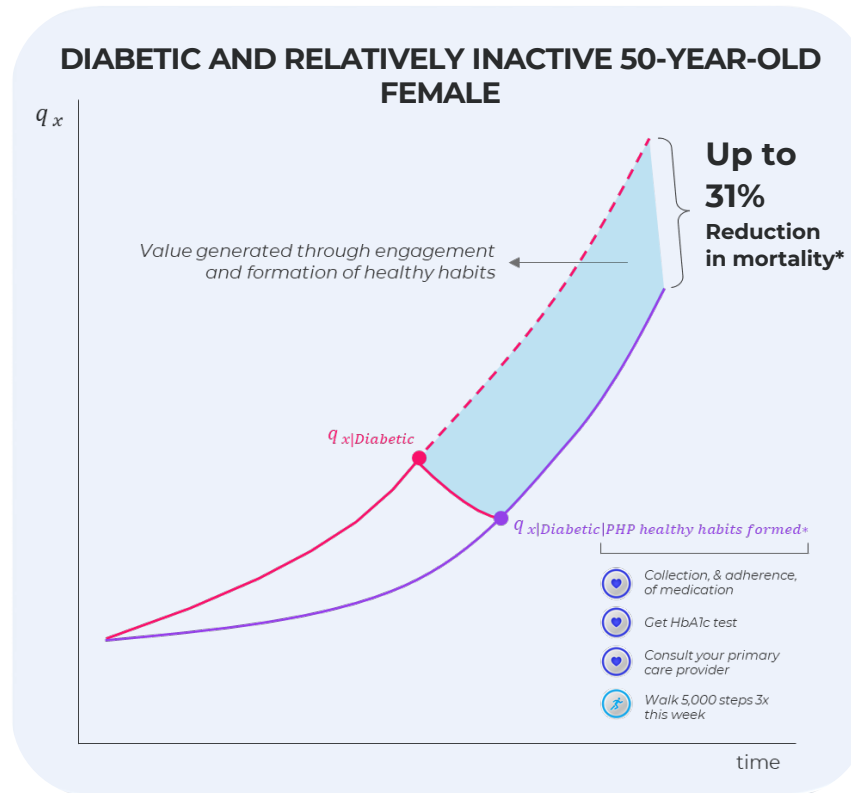 DIABETIC AND RELATIVELY INACTIVE 50-YEAR-OLD
FEMALE
q x
Up to
31%
Reduction
in mortality*
Value generated through engagement
and formation of healthy habits
q x|Diabetic
q x|Diabetic|PHP healthy habits formed*
Collection, & adherence,
of medication
Get HbA1c test
Consult your primary
care provider
Walk 5,000 steps 3x
this week
time